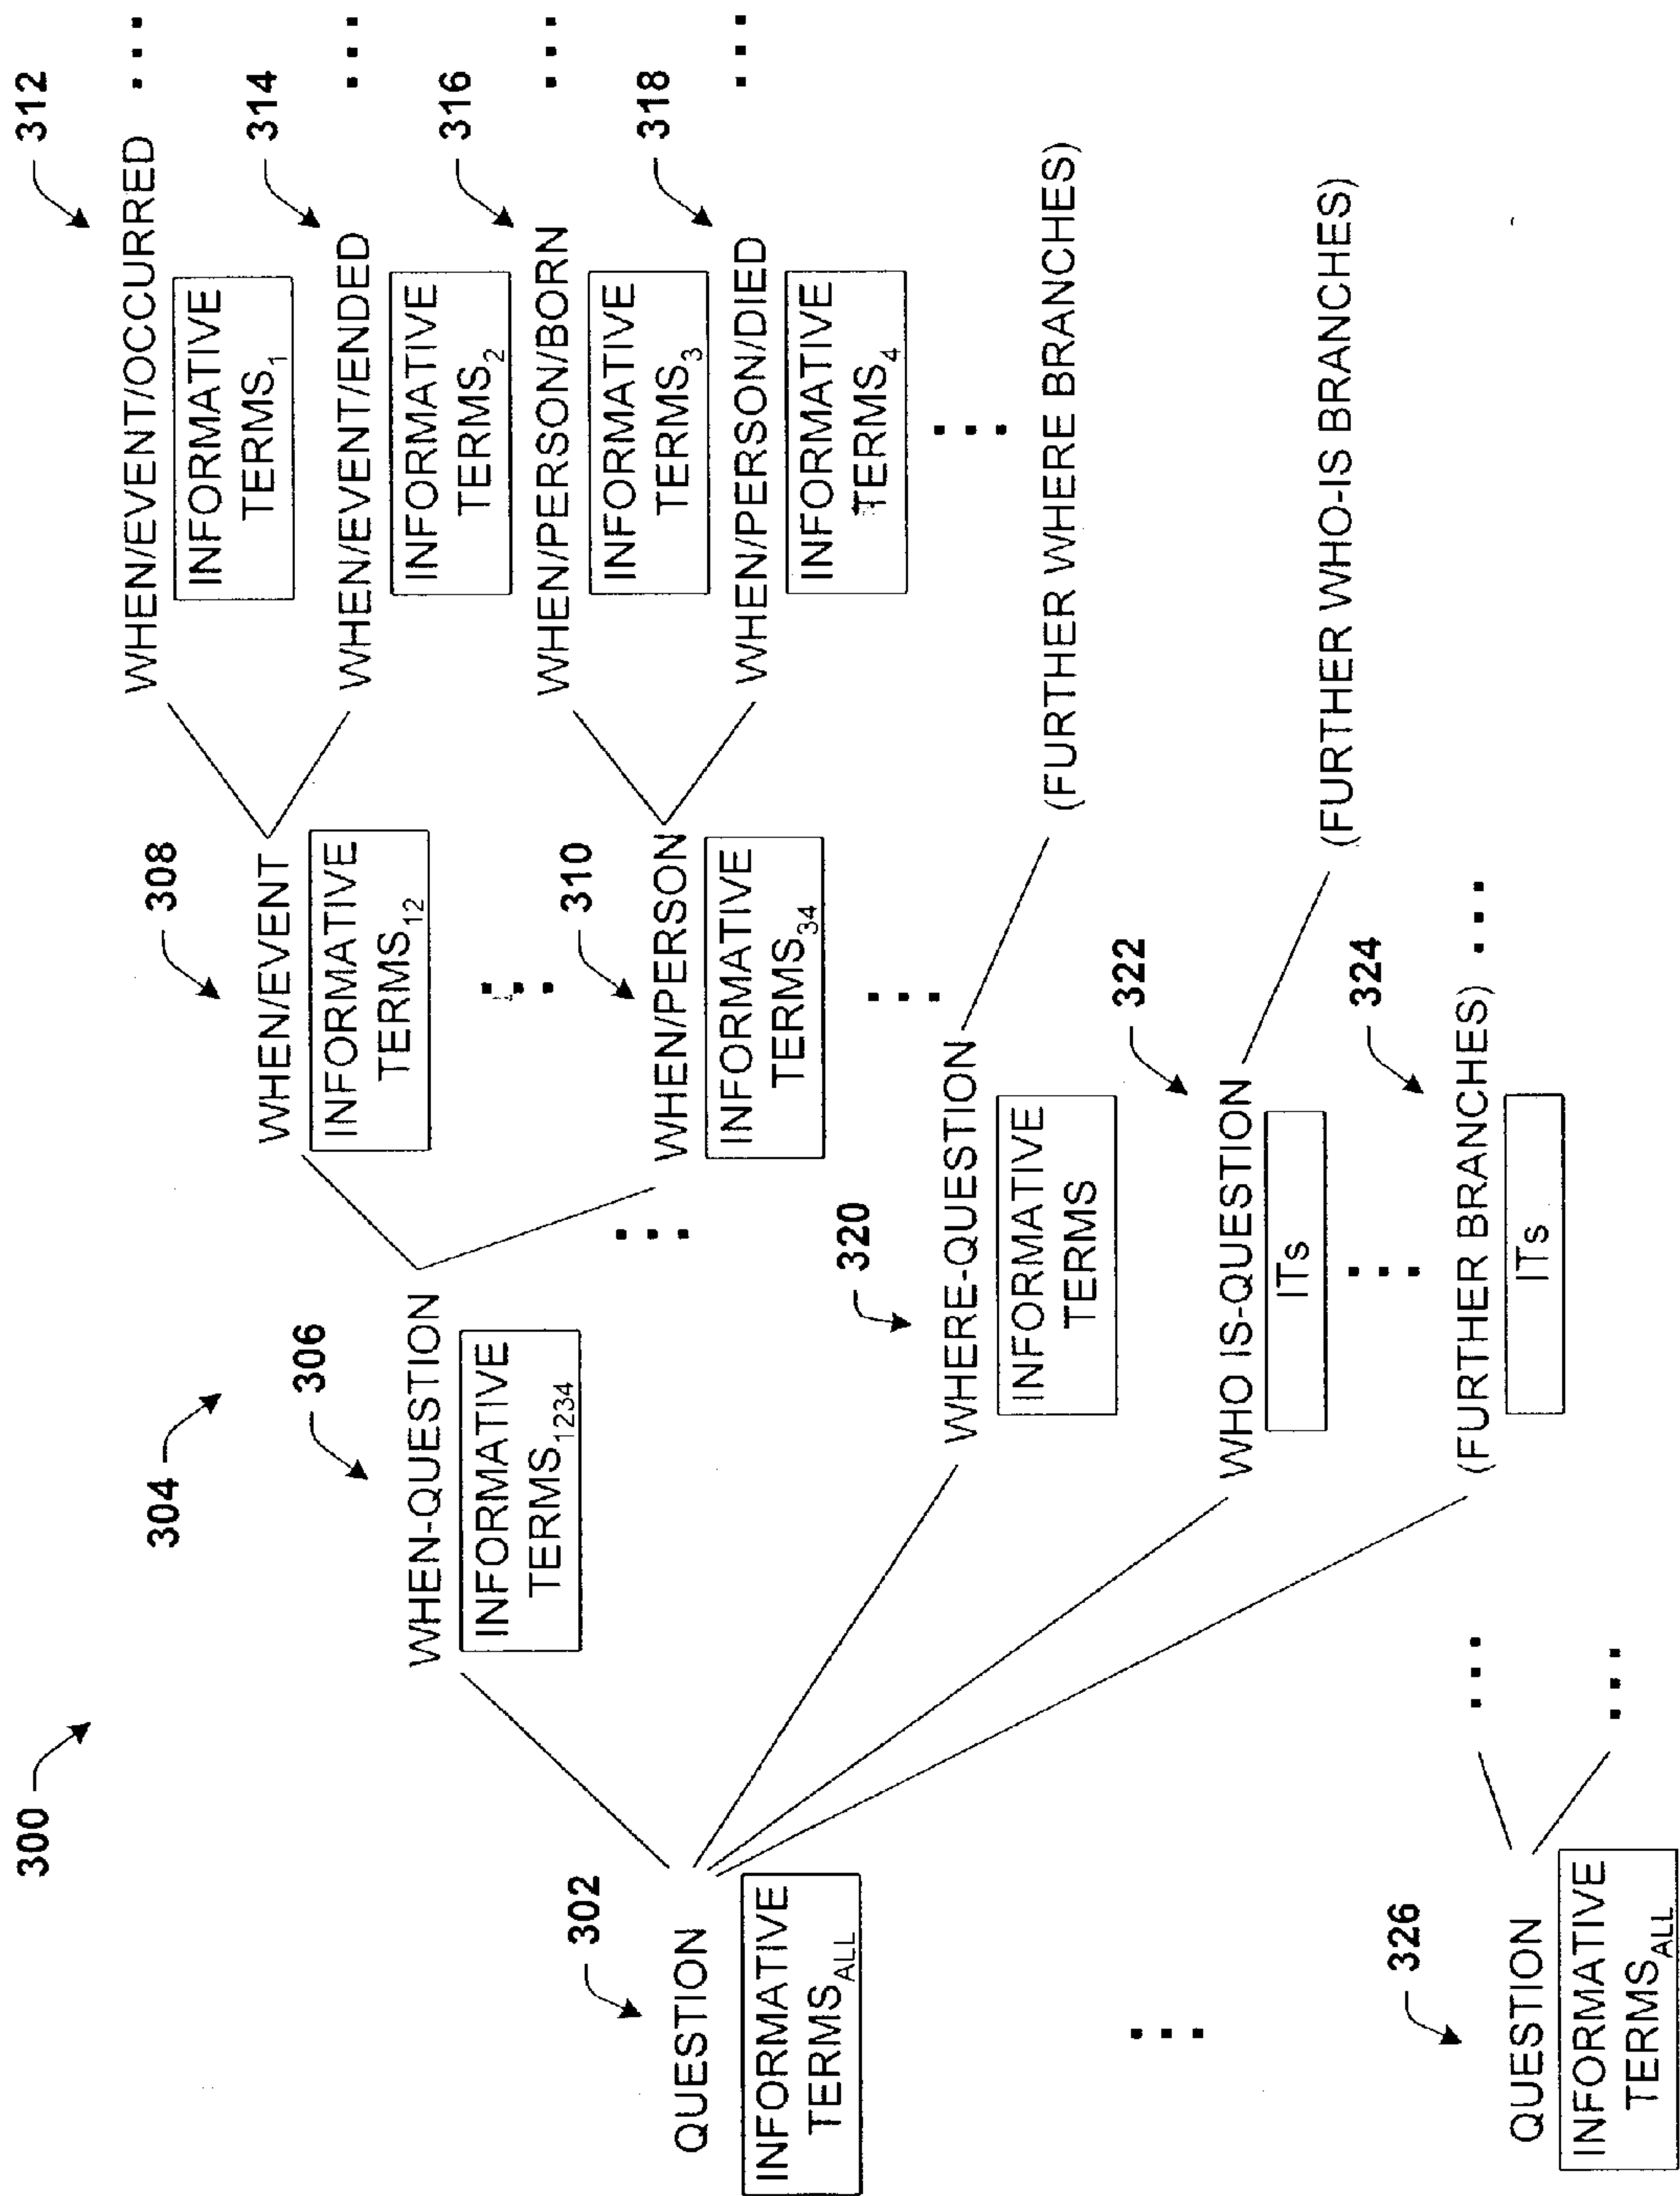 300
302
QUESTION
INFORMATIVE
TERMSALL
304
306
WHEN-QUESTION
INFORMATIVE
TERMS1234
308
WHEN/EVENT
INFORMATIVE
TERMS12
310
WHEN/PERSON
INFORMATIVE
TERMS34
312
WHEN/EVENT/OCCURRED
INFORMATIVE
TERMS1
314
WHEN/EVENT/ENDED
INFORMATIVE
TERMS2
316
WHEN/PERSON/BORN
INFORMATIVE
TERMS3
318
WHEN/PERSON/DIED
INFORMATIVE
TERMS4
320
WHERE-QUESTION
INFORMATIVE
TERMS
(FURTHER WHERE BRANCHES)
322
WHO IS-QUESTION
ITs
(FURTHER WHO-IS BRANCHES)
324
(FURTHER BRANCHES)
ITs
326
QUESTION
INFORMATIVE
TERMSALL